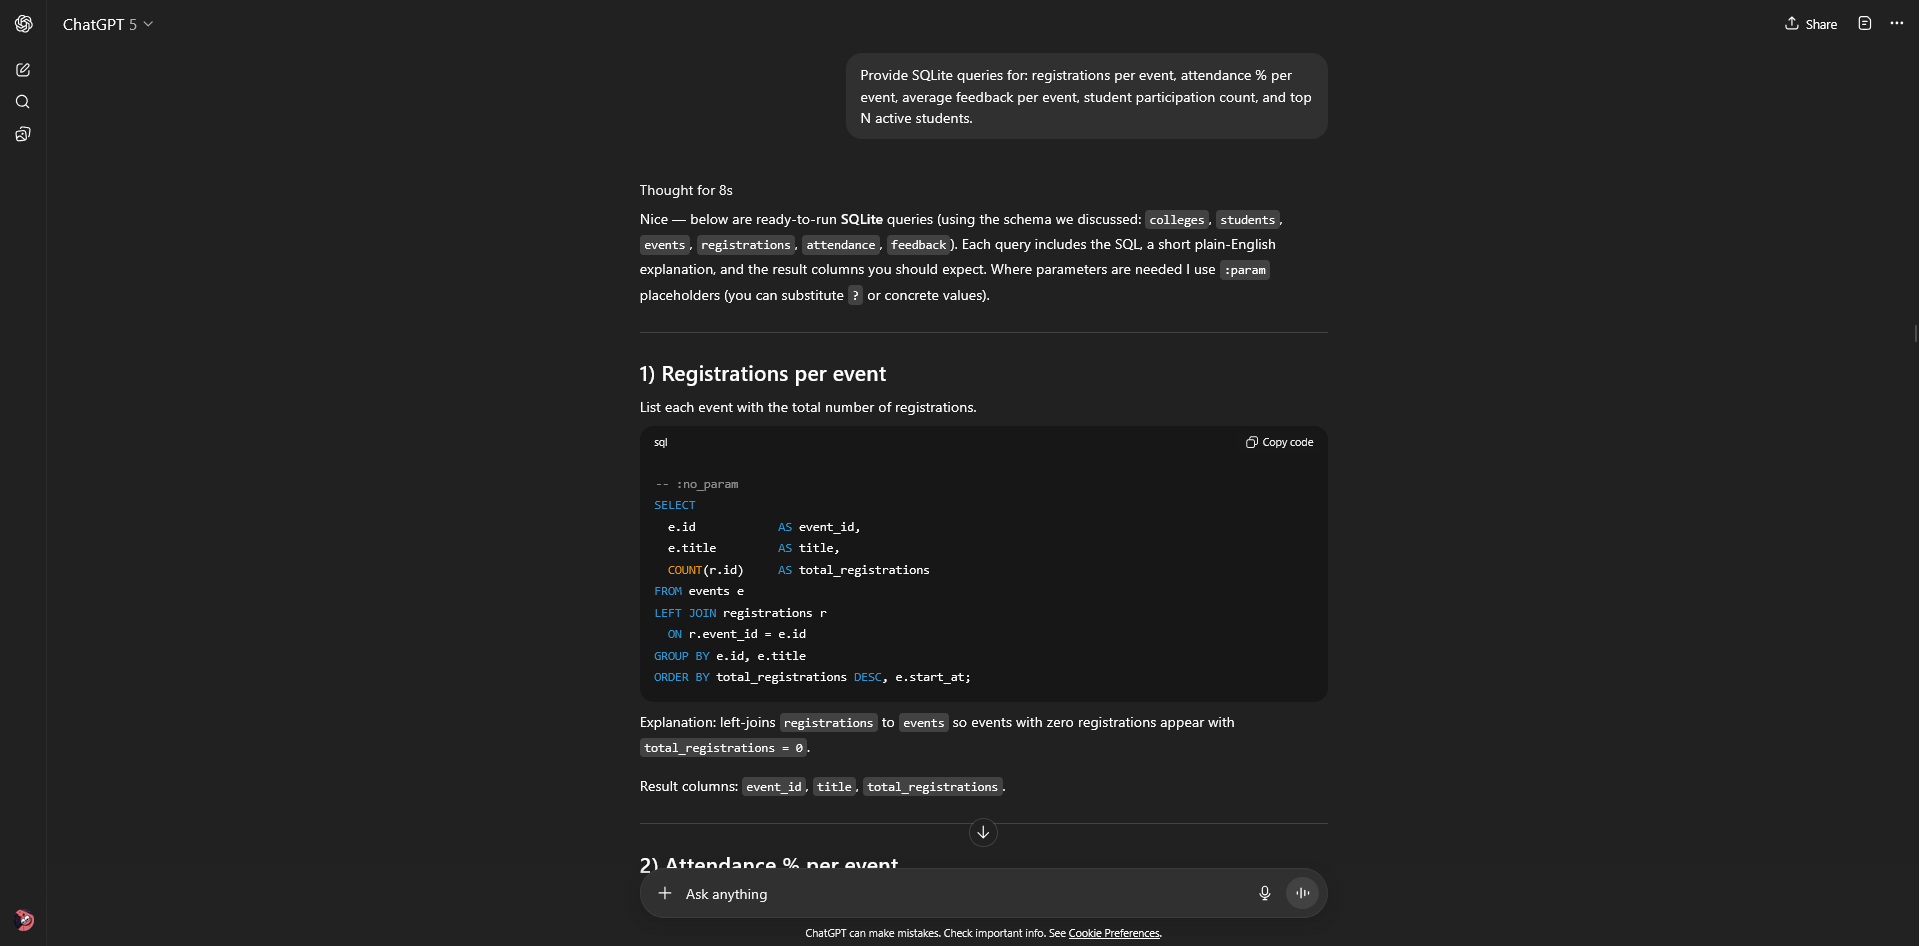 ChatGPT 5
Share
Provide SQLite queries for: registrations per event, attendance % per
event, average feedback per event, student participation count, and top
N active students.
Thought for 8s
Nice — below are ready-to-run SQLite queries (using the schema we discussed: colleges, students,
events, registrations, attendance, feedback). Each query includes the SQL, a short plain-English
explanation, and the result columns you should expect. Where parameters are needed I use :param
placeholders (you can substitute ? or concrete values).
1) Registrations per event
List each event with the total number of registrations.
sql
Copy code
-- :no_param
SELECT
e.id AS event_id,
e.title AS title,
COUNT(r.id) AS total_registrations
FROM events e
LEFT JOIN registrations r
ON r.event_id = e.id
GROUP BY e.id, e.title
ORDER BY total_registrations DESC, e.start_at;
Explanation: left-joins registrations to events so events with zero registrations appear with
total_registrations = 0.
Result columns: event_id, title, total_registrations.
2) Attendance % per event
Ask anything
ChatGPT can make mistakes. Check important info. See Cookie Preferences.